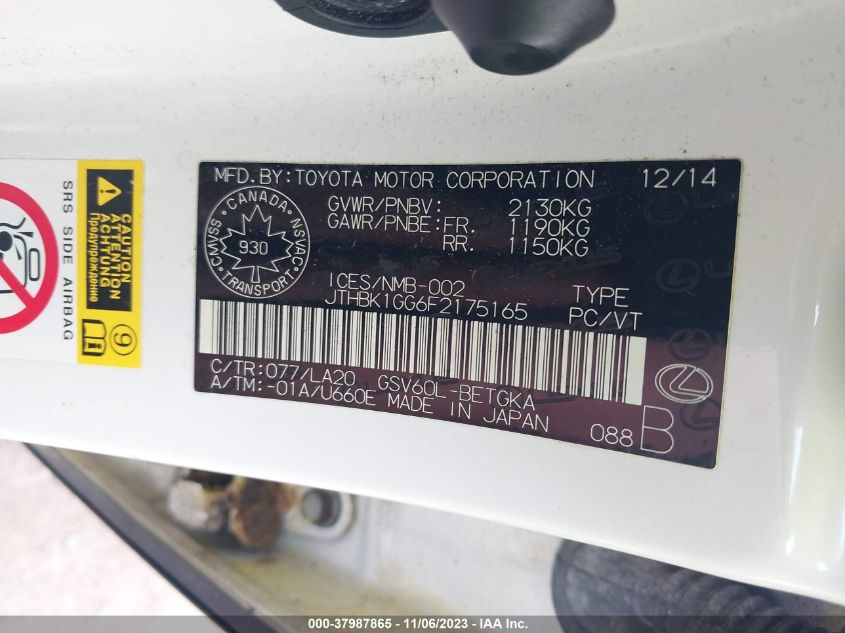 MFD.BY:TOYOTA MOTOR CORPORATION 12/14
GVWR/PNBV: 2130KG
GAWR/PNBE:FR. 1190KG
RR. 1150KG
CANADA
CMVSS NSVAC
930
TRANSPORT
ICES/NMB-002 TYPE
JTHBK1GG6F2175165 PC/VT
C/TR:077/LA20 GSV60L-BETGKA
A/TM:-01A/U660E MADE IN JAPAN
088 B
SRS SIDE AIRBAG
CAUTION
ATTENTION
ACHTUNG
Предупреждение
9
000-37987865 - 11/06/2023 - IAA Inc.